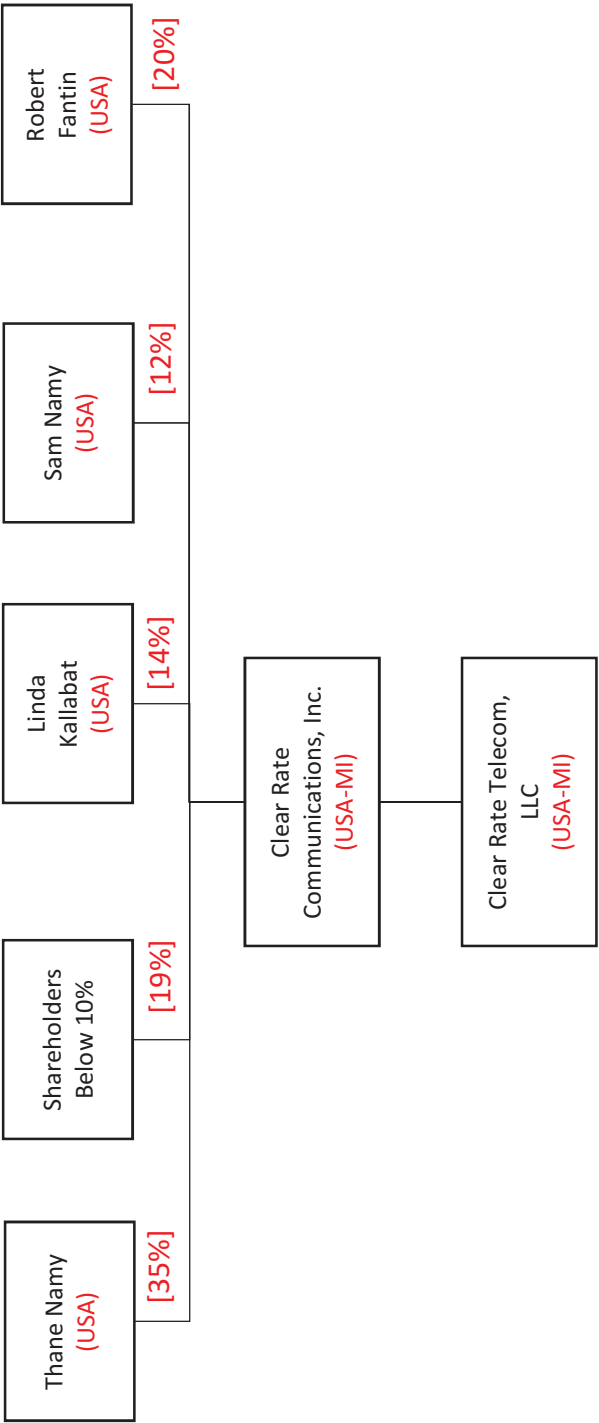 Thane Namy
(USA)
[35%]
Shareholders
Below 10%
[19%]
Linda
Kallabat
(USA)
[14%]
Sam Namy
(USA)
[12%]
Robert
Fantin
(USA)
[20%]
Clear Rate
Communications, Inc.
(USA-MI)
Clear Rate Telecom,
LLC
(USA-MI)